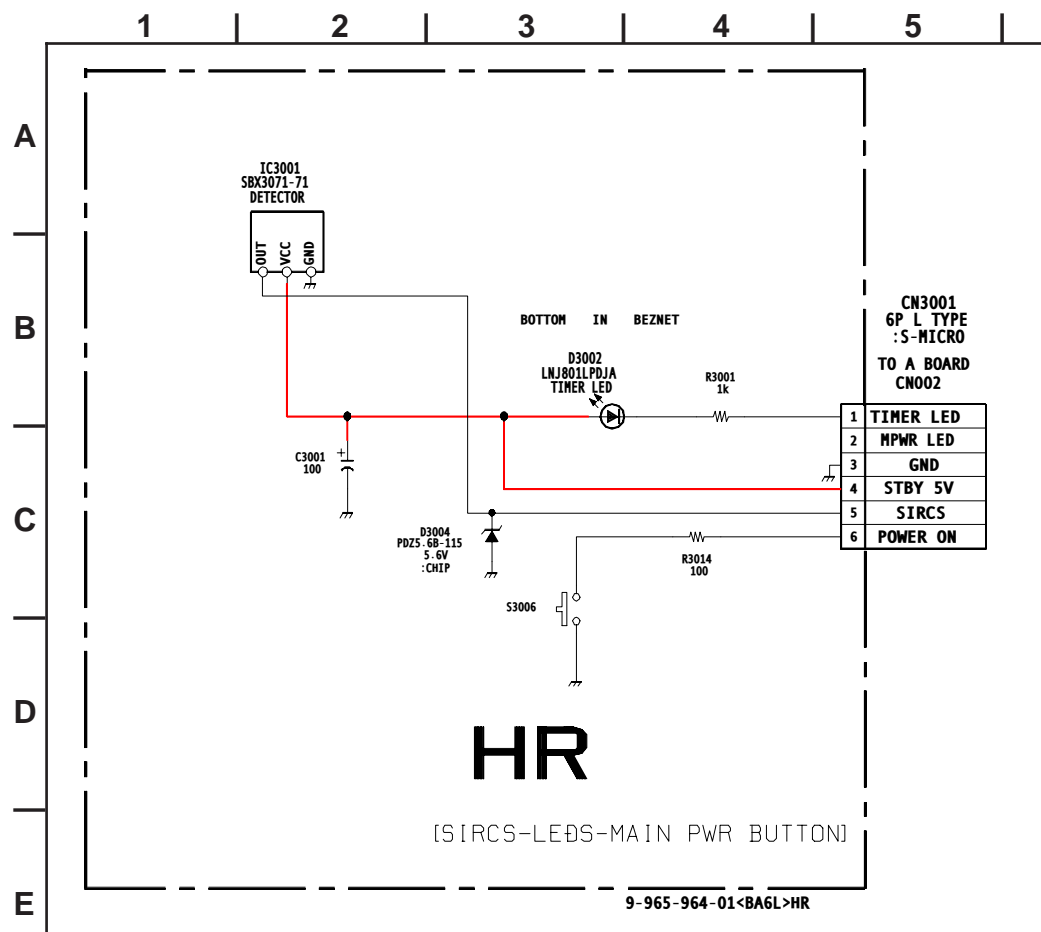 1 2 3 4 5
A
IC3001
SBX3071-71
DETECTOR
OUT VCC GND
B
BOTTOM IN BEZNET
CN3001
6P L TYPE
:S-MICRO
TO A BOARD
CN002
D3002
LNJ801LPDJA
TIMER LED
R3001
1k
1 TIMER LED
2 MPWR LED
3 GND
4 STBY 5V
5 SIRCS
6 POWER ON
C
C3001
100
+
D3004
PDZ5.6B-115
5.6V
:CHIP
R3014
100
S3006
D
HR
[SIRCS-LEDS-MAIN PWR BUTTON]
E
9-965-964-01<BA6L>HR